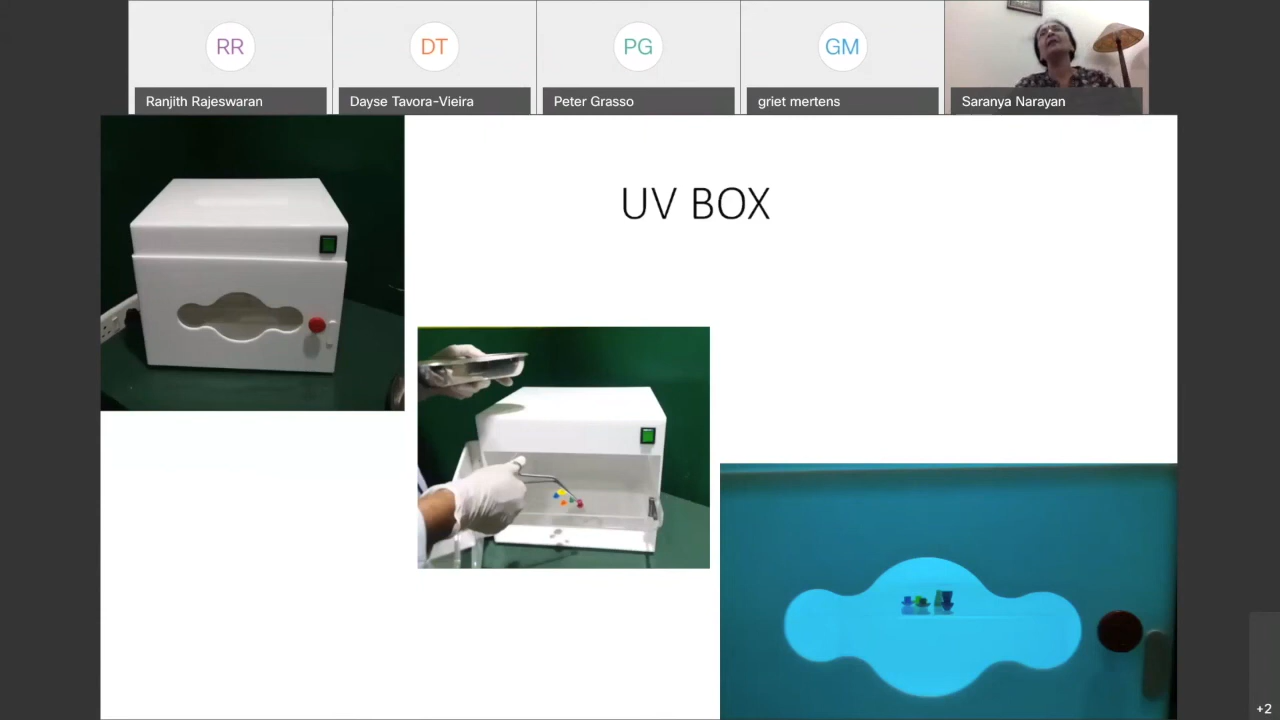 RR
DT
PG
GM
Ranjith Rajeswaran
Dayse Tavora-Vieira
Peter Grasso
griet mertens
Saranya Narayan
UV BOX
+2